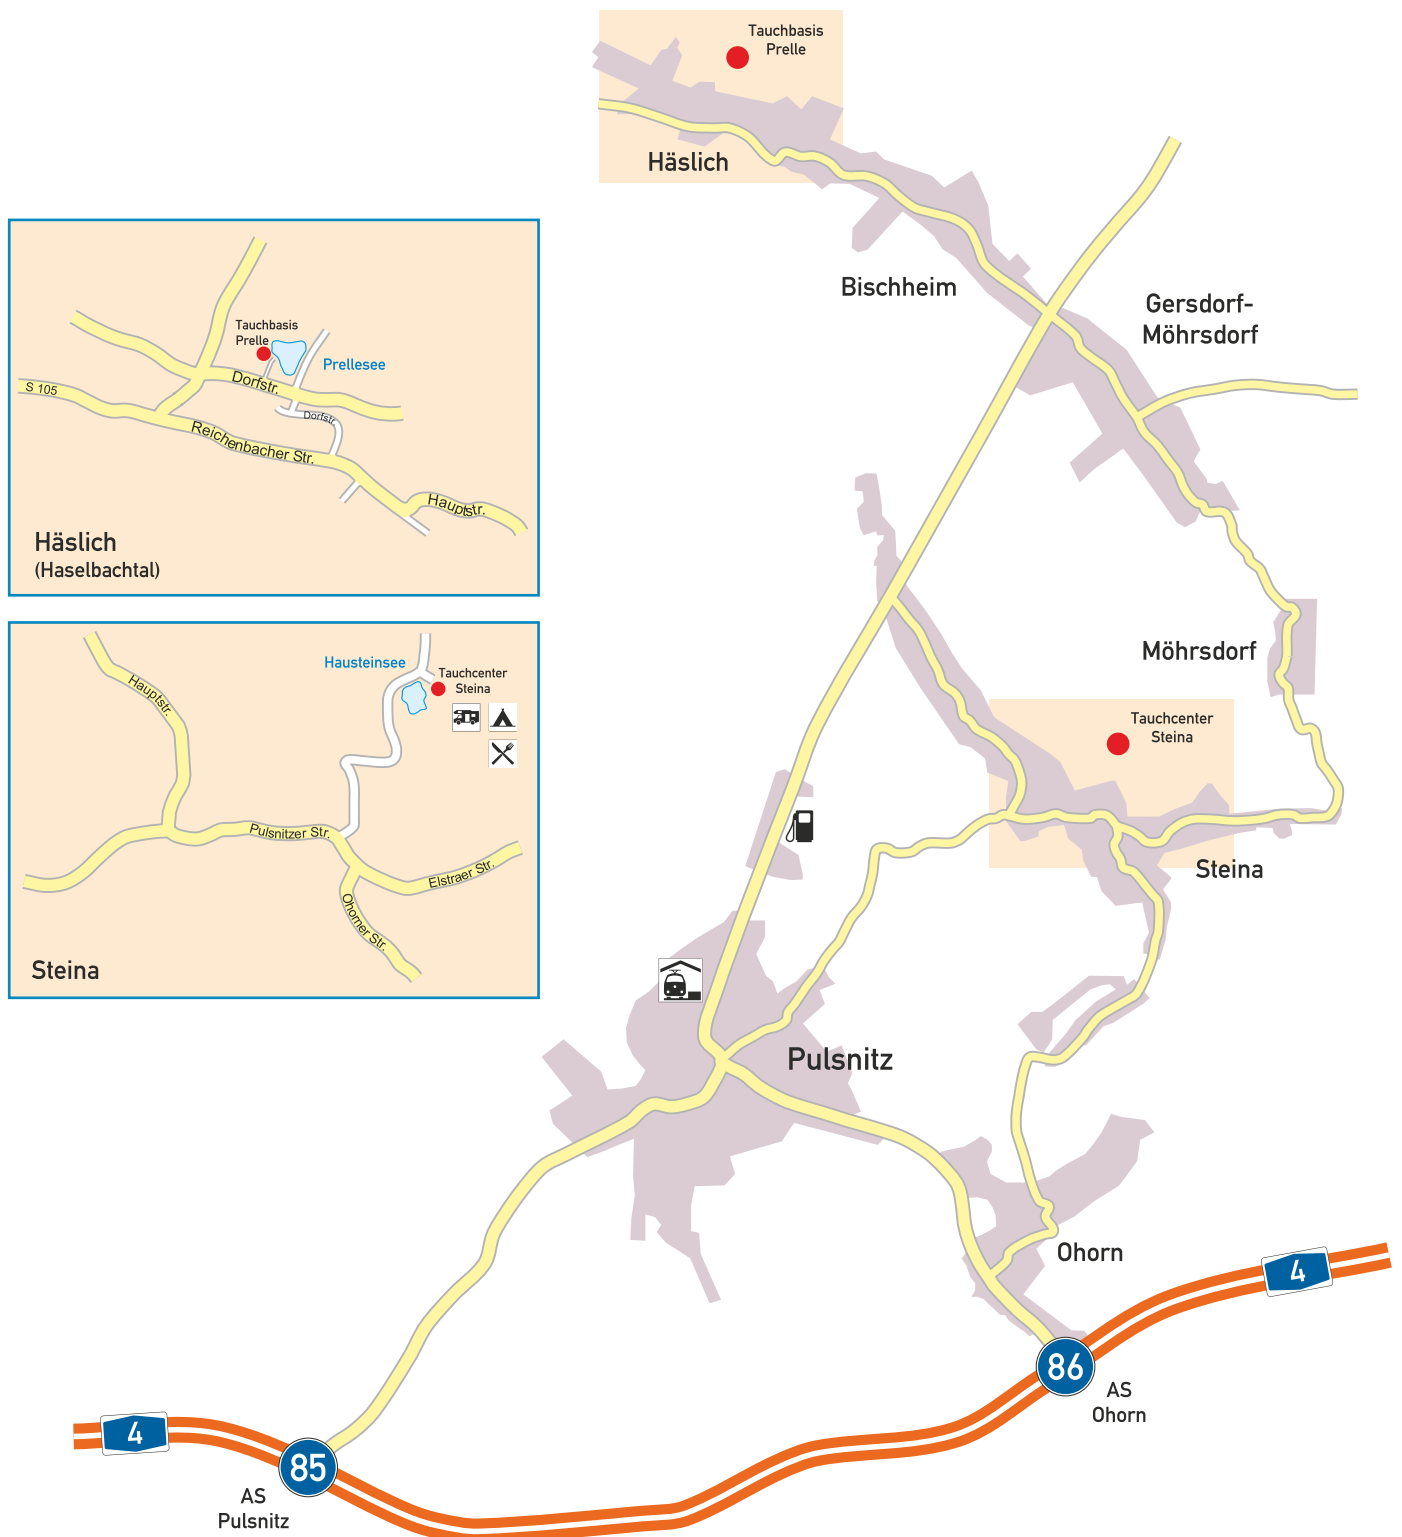 Tauchbasis
Prelle
Häslich
Bischheim
Gersdorf-
Möhrsdorf
Tauchbasis
Prelle
Prellesee
Dorfstr.
S 105
Dorfstr.
Reichenbacher Str.
Hauptstr.
Häslich
(Haselbachtal)
Hausteinsee
Tauchcenter
Steina
Hauptstr.
Pulsnitzer Str.
Elstraer Str.
Ohorner Str.
Steina
Möhrsdorf
Tauchcenter
Steina
Steina
Pulsnitz
Ohorn
4
86
AS
Ohorn
4
85
AS
Pulsnitz